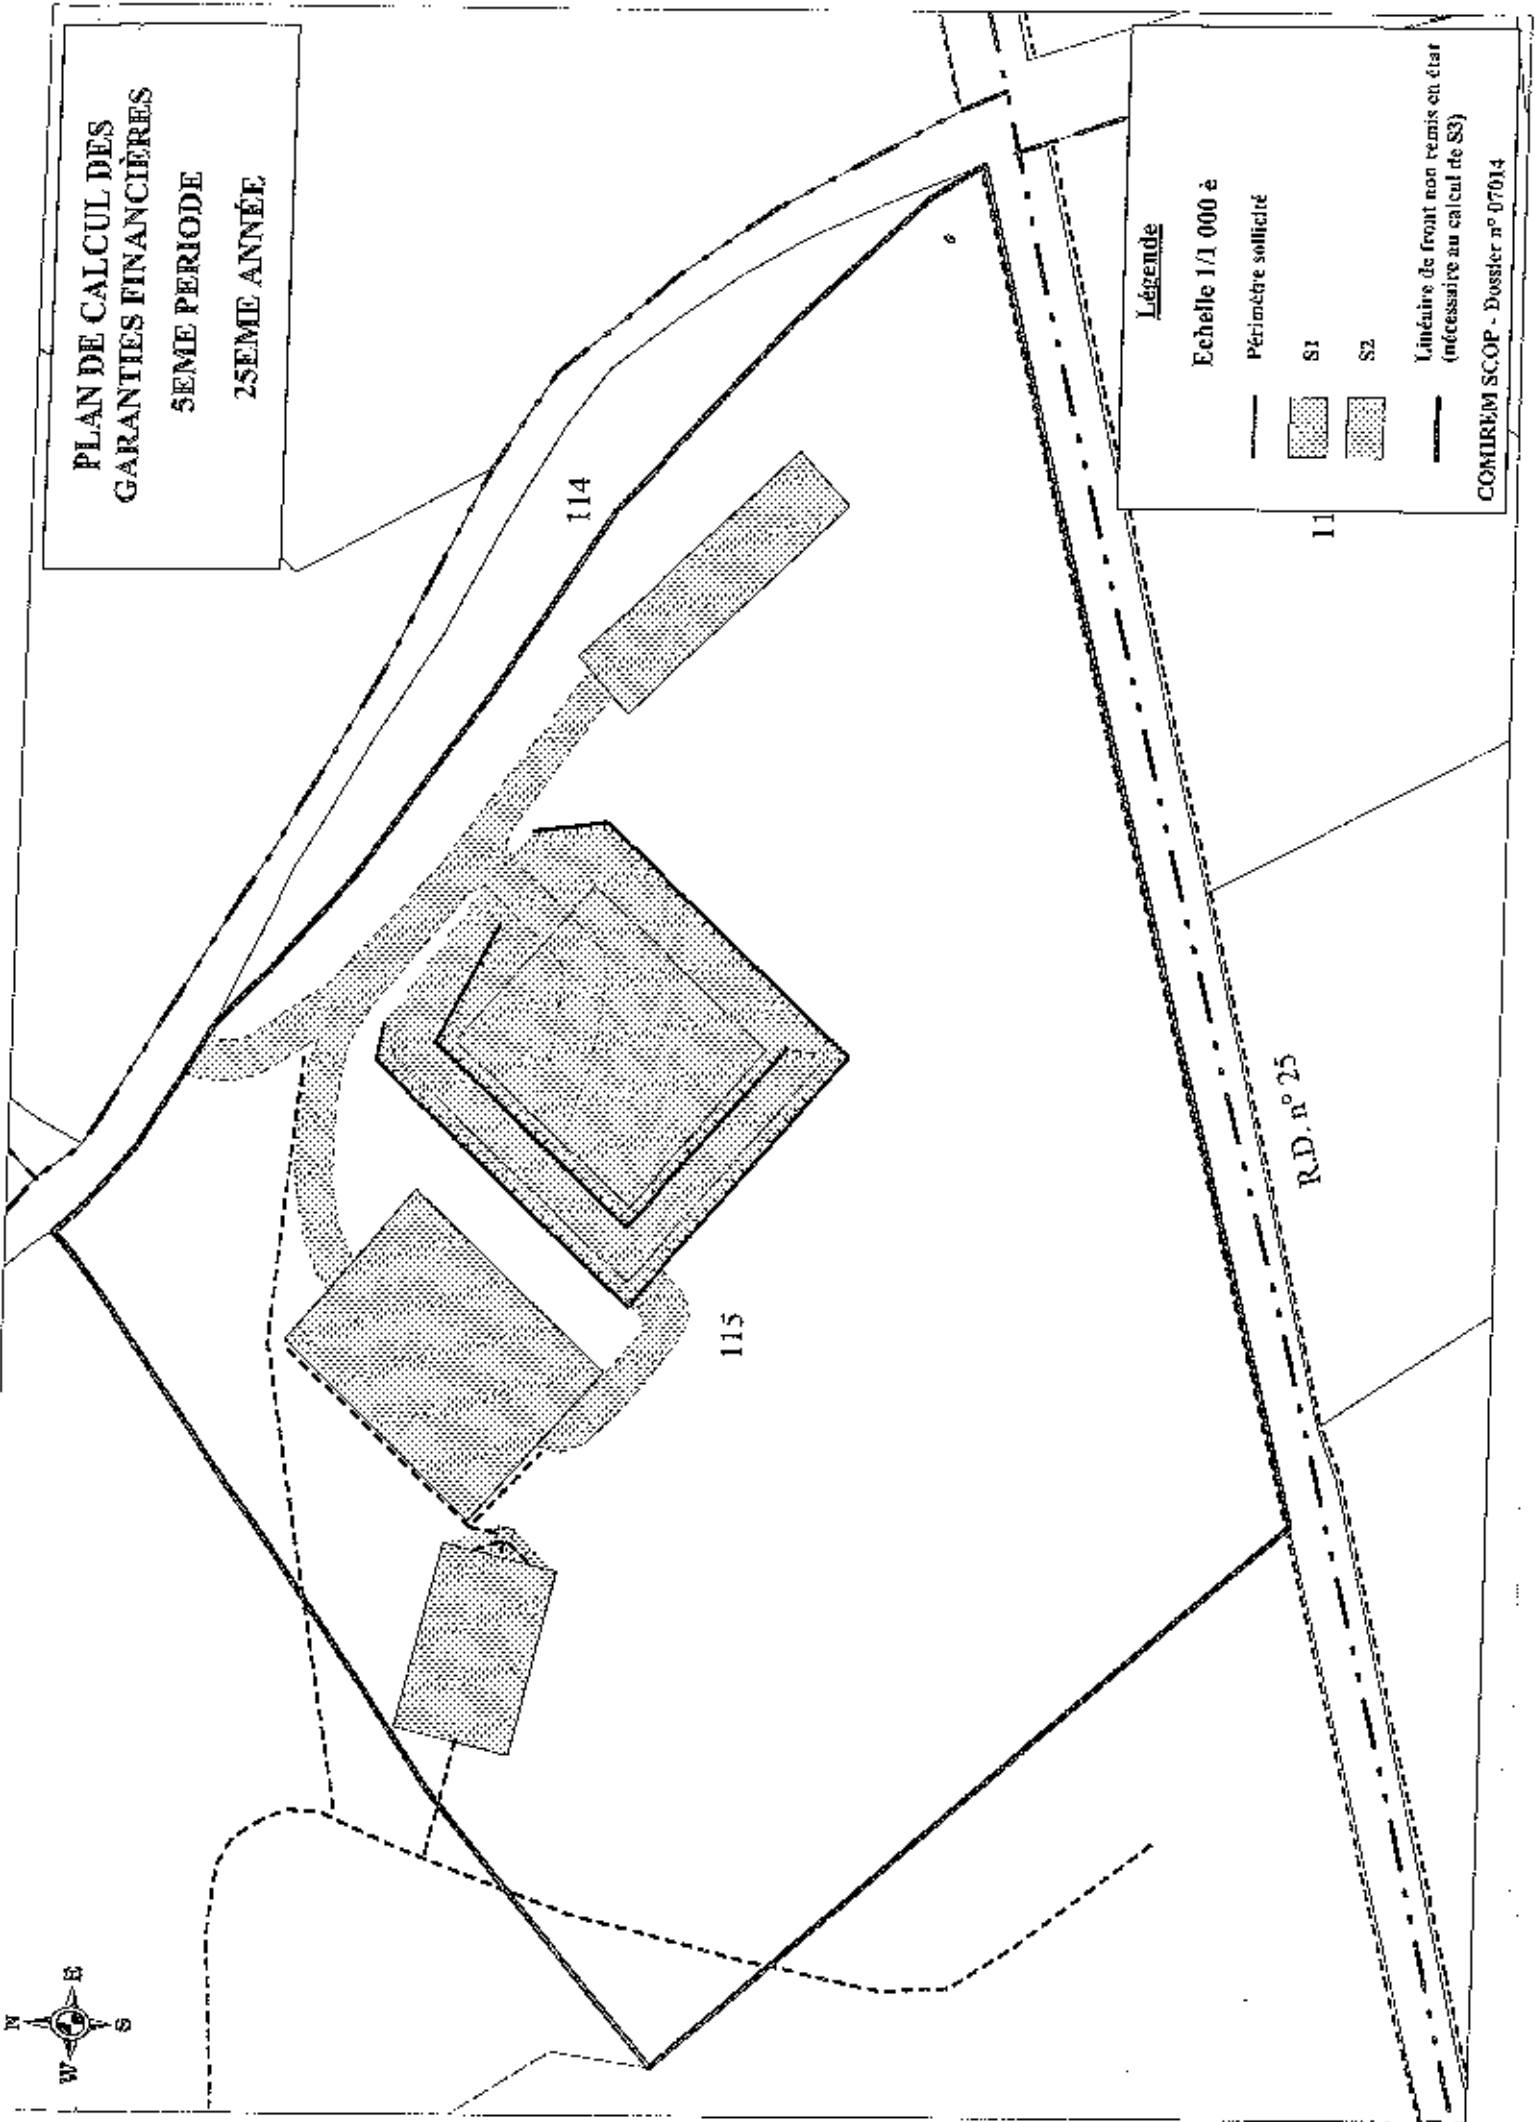 PLAN DE CALCUL DES
GARANTIES FINANCIÈRES
5EME PERIODE
25EME ANNÉE
N
W
E
S
114
115
11
R.D. n° 25
Légende
Echelle 1/1 000 è
Périmètre sollicité
S1
S2
Linéaire de front non remis en état
(nécessaire au calcul de S3)
COMIREM SCOP - Dossier n° 07014